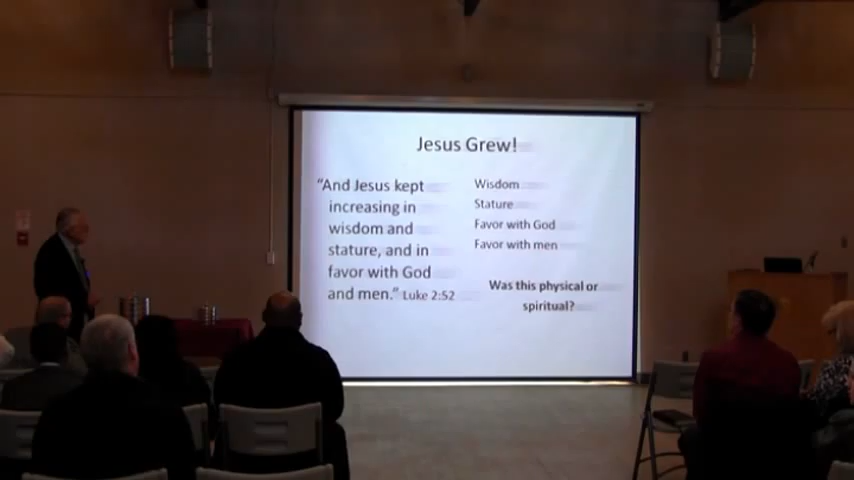 Jesus Grew!
“And Jesus kept
increasing in
wisdom and
stature, and in
favor with God
and men.” Luke 2:52
Wisdom
Stature
Favor with God
Favor with men
Was this physical or
spiritual?